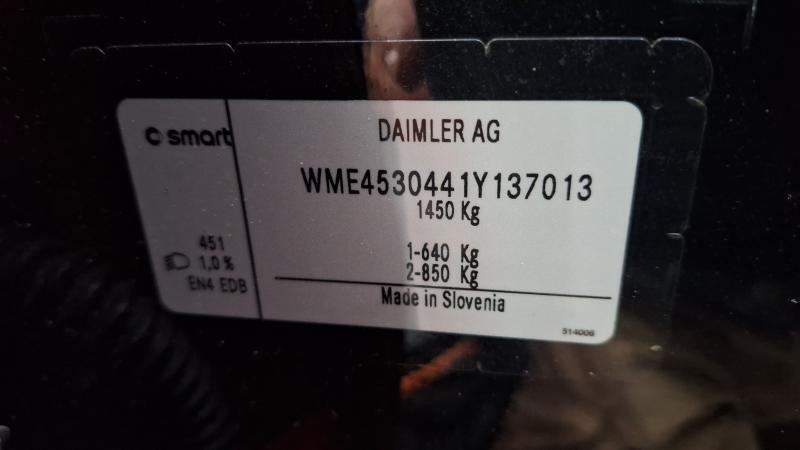 smart
DAIMLER AG
WME4530441Y137013
1450 Kg
1-640 Kg
2-850 Kg
451
1,0 %
EN4 EDB
Made in Slovenia
514006